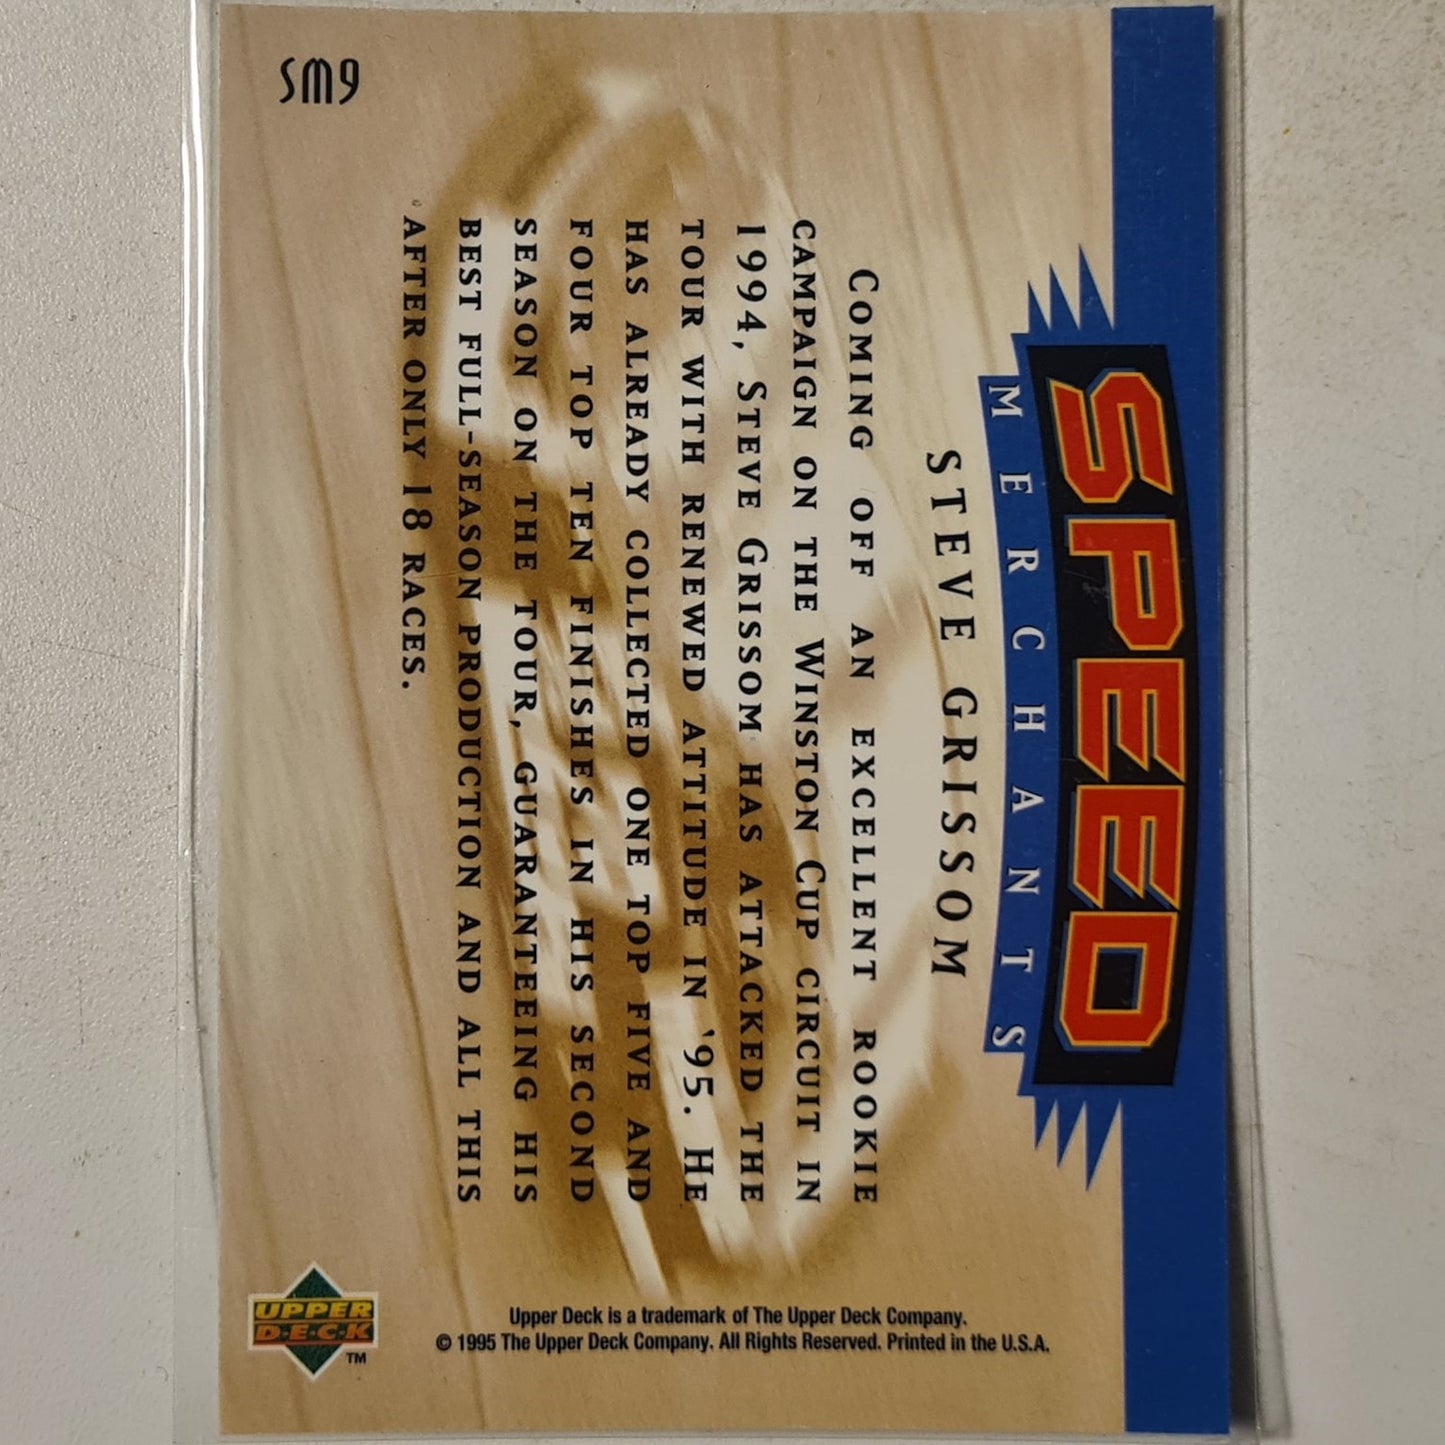 SM9
SPEED
MERCHANTS
STEVE GRISSOM
COMING OFF AN EXCELLENT ROOKIE
CAMPAIGN ON THE WINSTON CUP CIRCUIT IN
1994, STEVE GRISSOM HAS ATTACKED THE
TOUR WITH RENEWED ATTITUDE IN '95. HE
HAS ALREADY COLLECTED ONE TOP FIVE AND
FOUR TOP TEN FINISHES IN HIS SECOND
SEASON ON THE TOUR, GUARANTEEING HIS
BEST FULL-SEASON PRODUCTION AND ALL THIS
AFTER ONLY 18 RACES.
Upper Deck is a trademark of The Upper Deck Company.
© 1995 The Upper Deck Company. All Rights Reserved. Printed in the U.S.A.
UPPER
D·E·C·K
TM